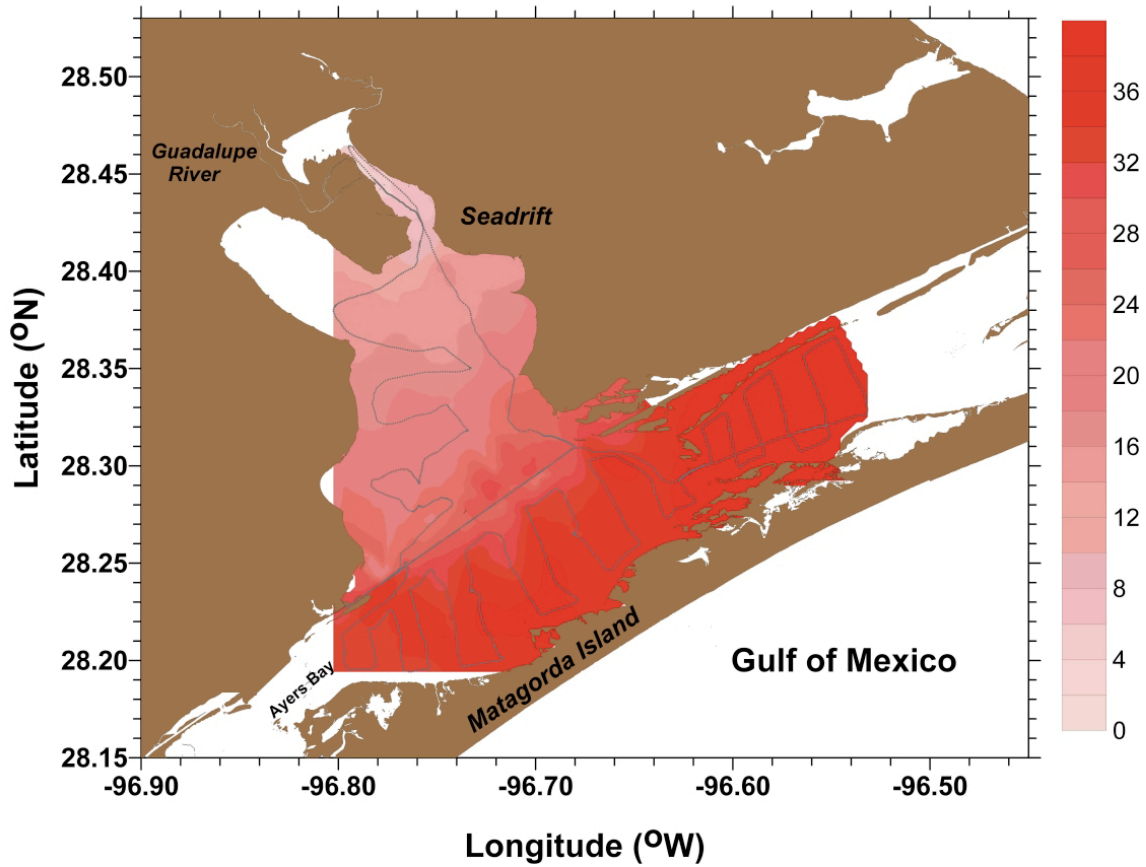 28.50
28.45
28.40
28.35
28.30
28.25
28.20
28.15
Latitude (ᴼN)
-96.90
-96.80
-96.70
-96.60
-96.50
Longitude (ᴼW)
Guadalupe
River
Seadrift
Ayers Bay
Matagorda Island
Gulf of Mexico
36
32
28
24
20
16
12
8
4
0